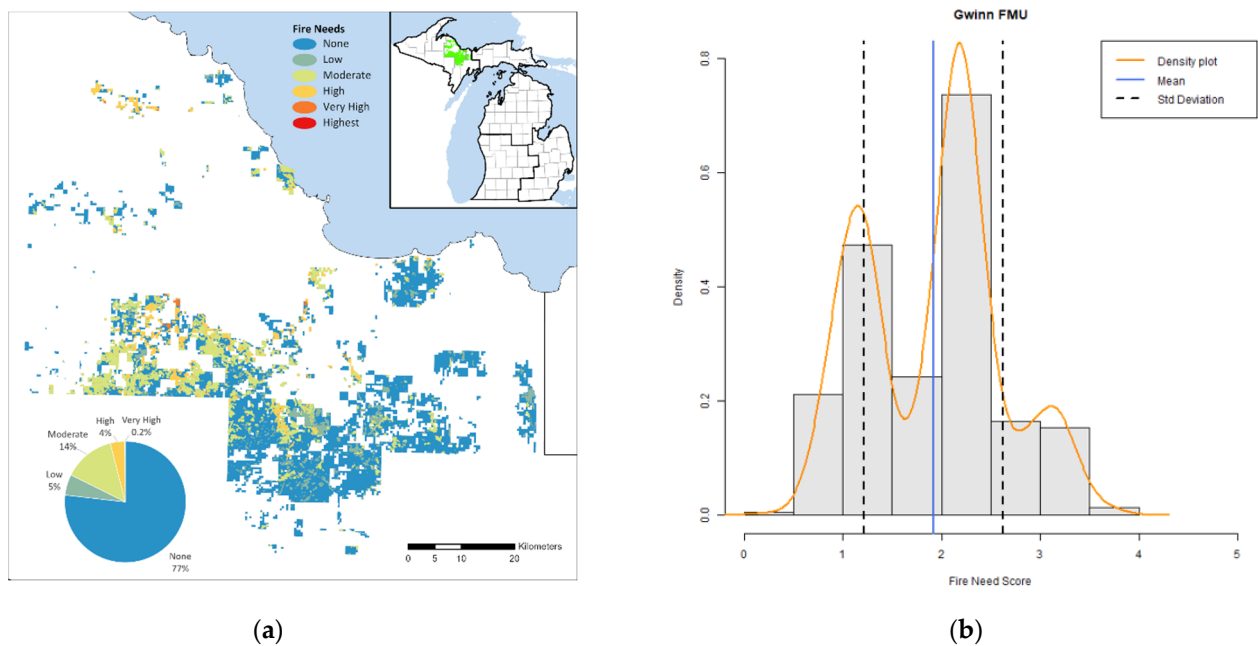 Fire Needs
None
Low
Moderate
High
Very High
Highest
High
4%
Very High
0.2%
Moderate
14%
Low
5%
None
77%
Kilometers
0 5 10 20
(a)
Gwinn FMU
Density plot
Mean
Std Deviation
Density
0.8
0.6
0.4
0.2
0.0
0 1 2 3 4 5
Fire Need Score
(b)